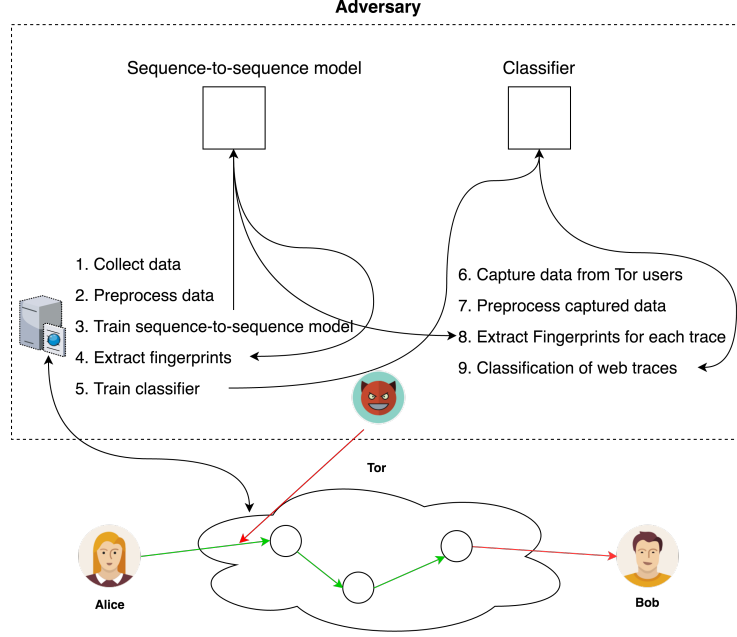 Adversary
Sequence-to-sequence model
Classifier
1. Collect data
2. Preprocess data
3. Train sequence-to-sequence model
4. Extract fingerprints
5. Train classifier
6. Capture data from Tor users
7. Preprocess captured data
8. Extract Fingerprints for each trace
9. Classification of web traces
Tor
Alice
Bob